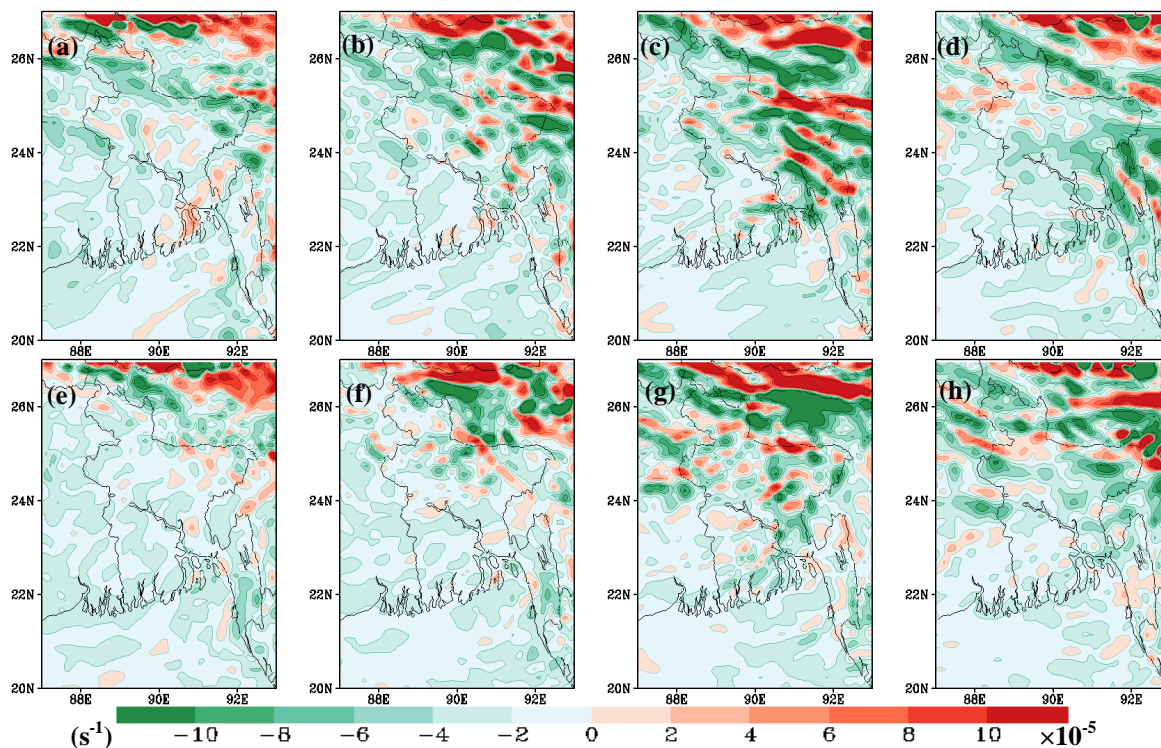 (a) (b) (c) (d)
26N 26N 26N 26N
24N 24N 24N 24N
22N 22N 22N 22N
20N 20N 20N 20N
88E 90E 92E 88E 90E 92E 88E 90E 92E 88E 90E 92E
(e) (f) (g) (h)
26N 26N 26N 26N
24N 24N 24N 24N
22N 22N 22N 22N
20N 20N 20N 20N
88E 90E 92E 88E 90E 92E 88E 90E 92E 88E 90E 92E
(s⁻¹) −10 −8 −6 −4 −2 0 2 4 6 8 10 ×10⁻⁵